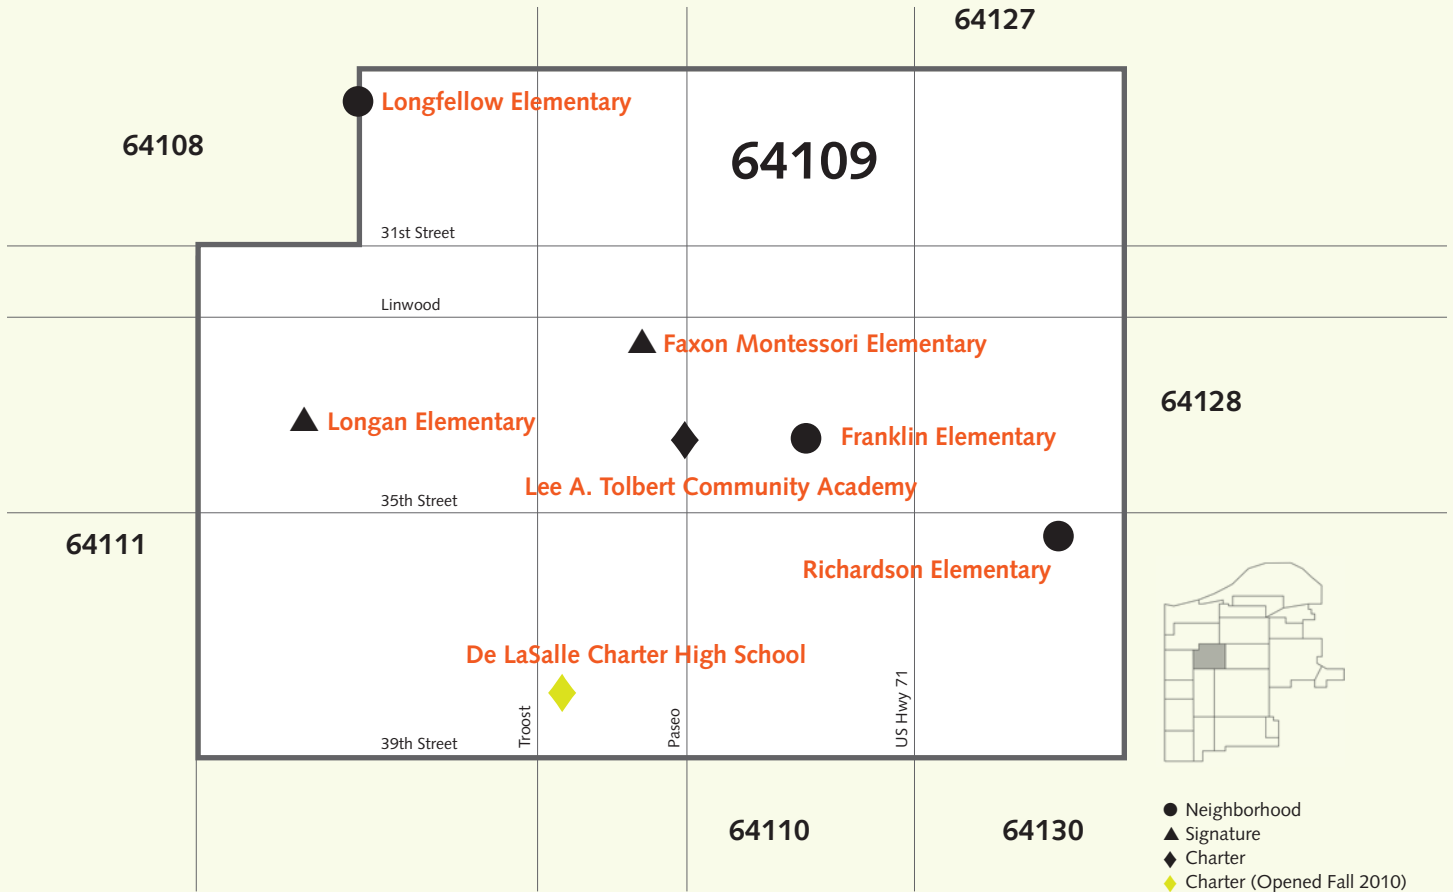 64127
Longfellow Elementary
64108
64109
31st Street
Linwood
Faxon Montessori Elementary
64128
Longan Elementary
Franklin Elementary
Lee A. Tolbert Community Academy
35th Street
64111
Richardson Elementary
De LaSalle Charter High School
Troost
Paseo
US Hwy 71
39th Street
64110
64130
Neighborhood
Signature
Charter
Charter (Opened Fall 2010)